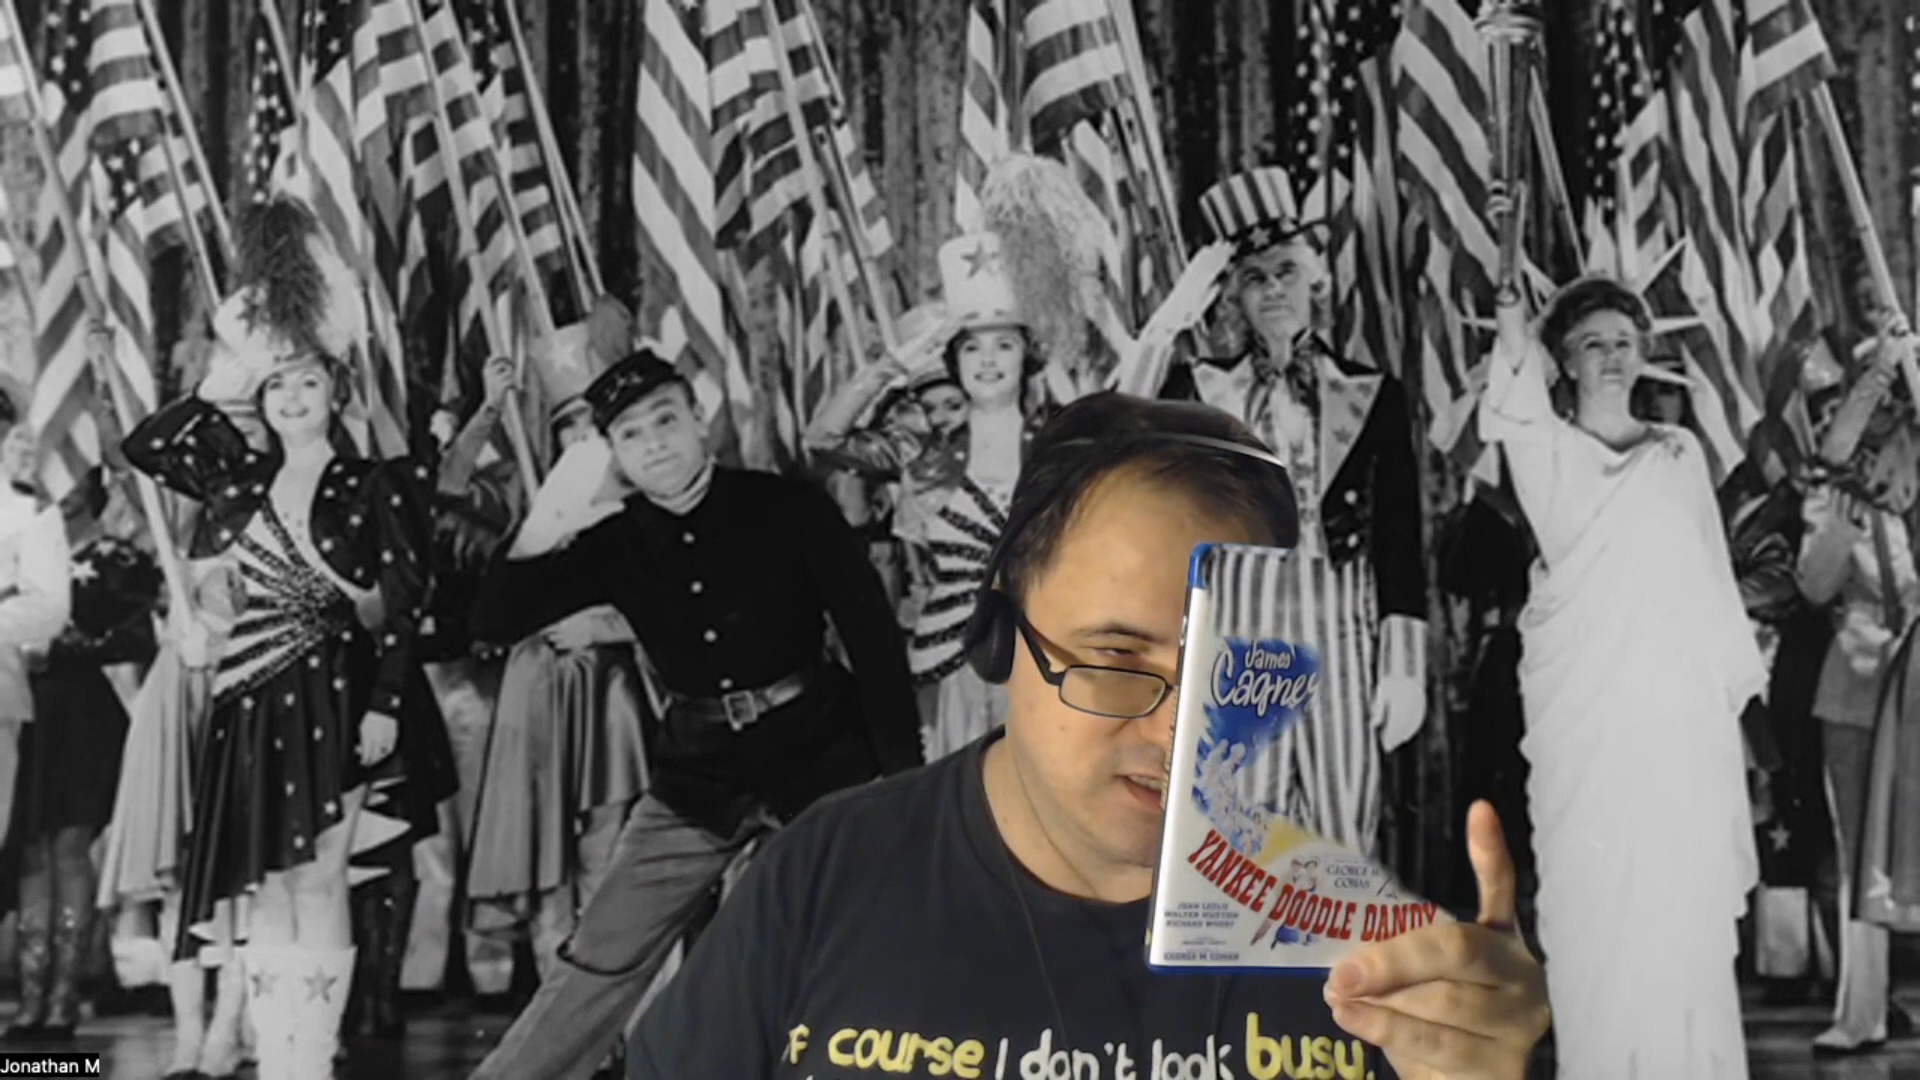 James
Cagney
YANKEE DOODLE DANDY
GEORGE M.
COHAN
JOAN LESLIE
WALTER HUSTON
RICHARD WHORF
GEORGE M. COHAN
OF course I don't look busy.
Jonathan M